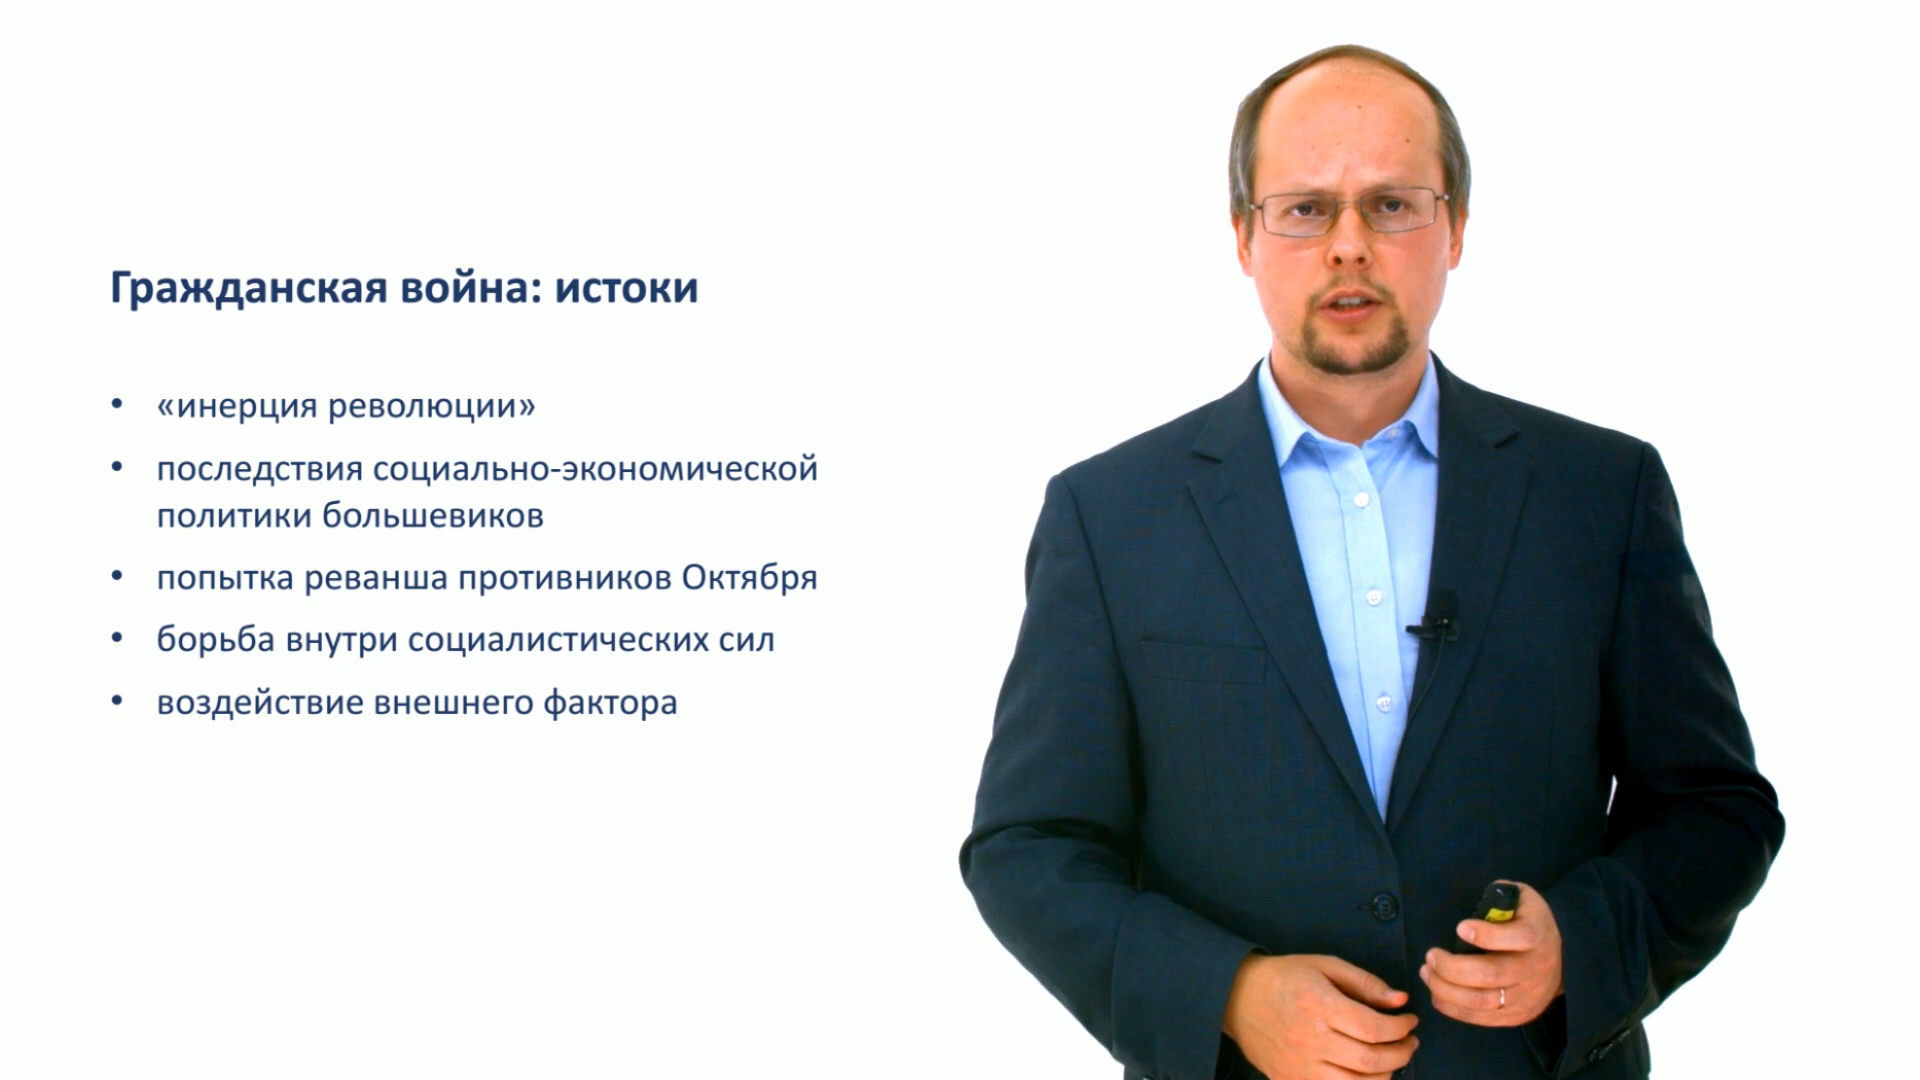 Гражданская война: истоки
• «инерция революции»
• последствия социально-экономической
политики большевиков
• попытка реванша противников Октября
• борьба внутри социалистических сил
• воздействие внешнего фактора